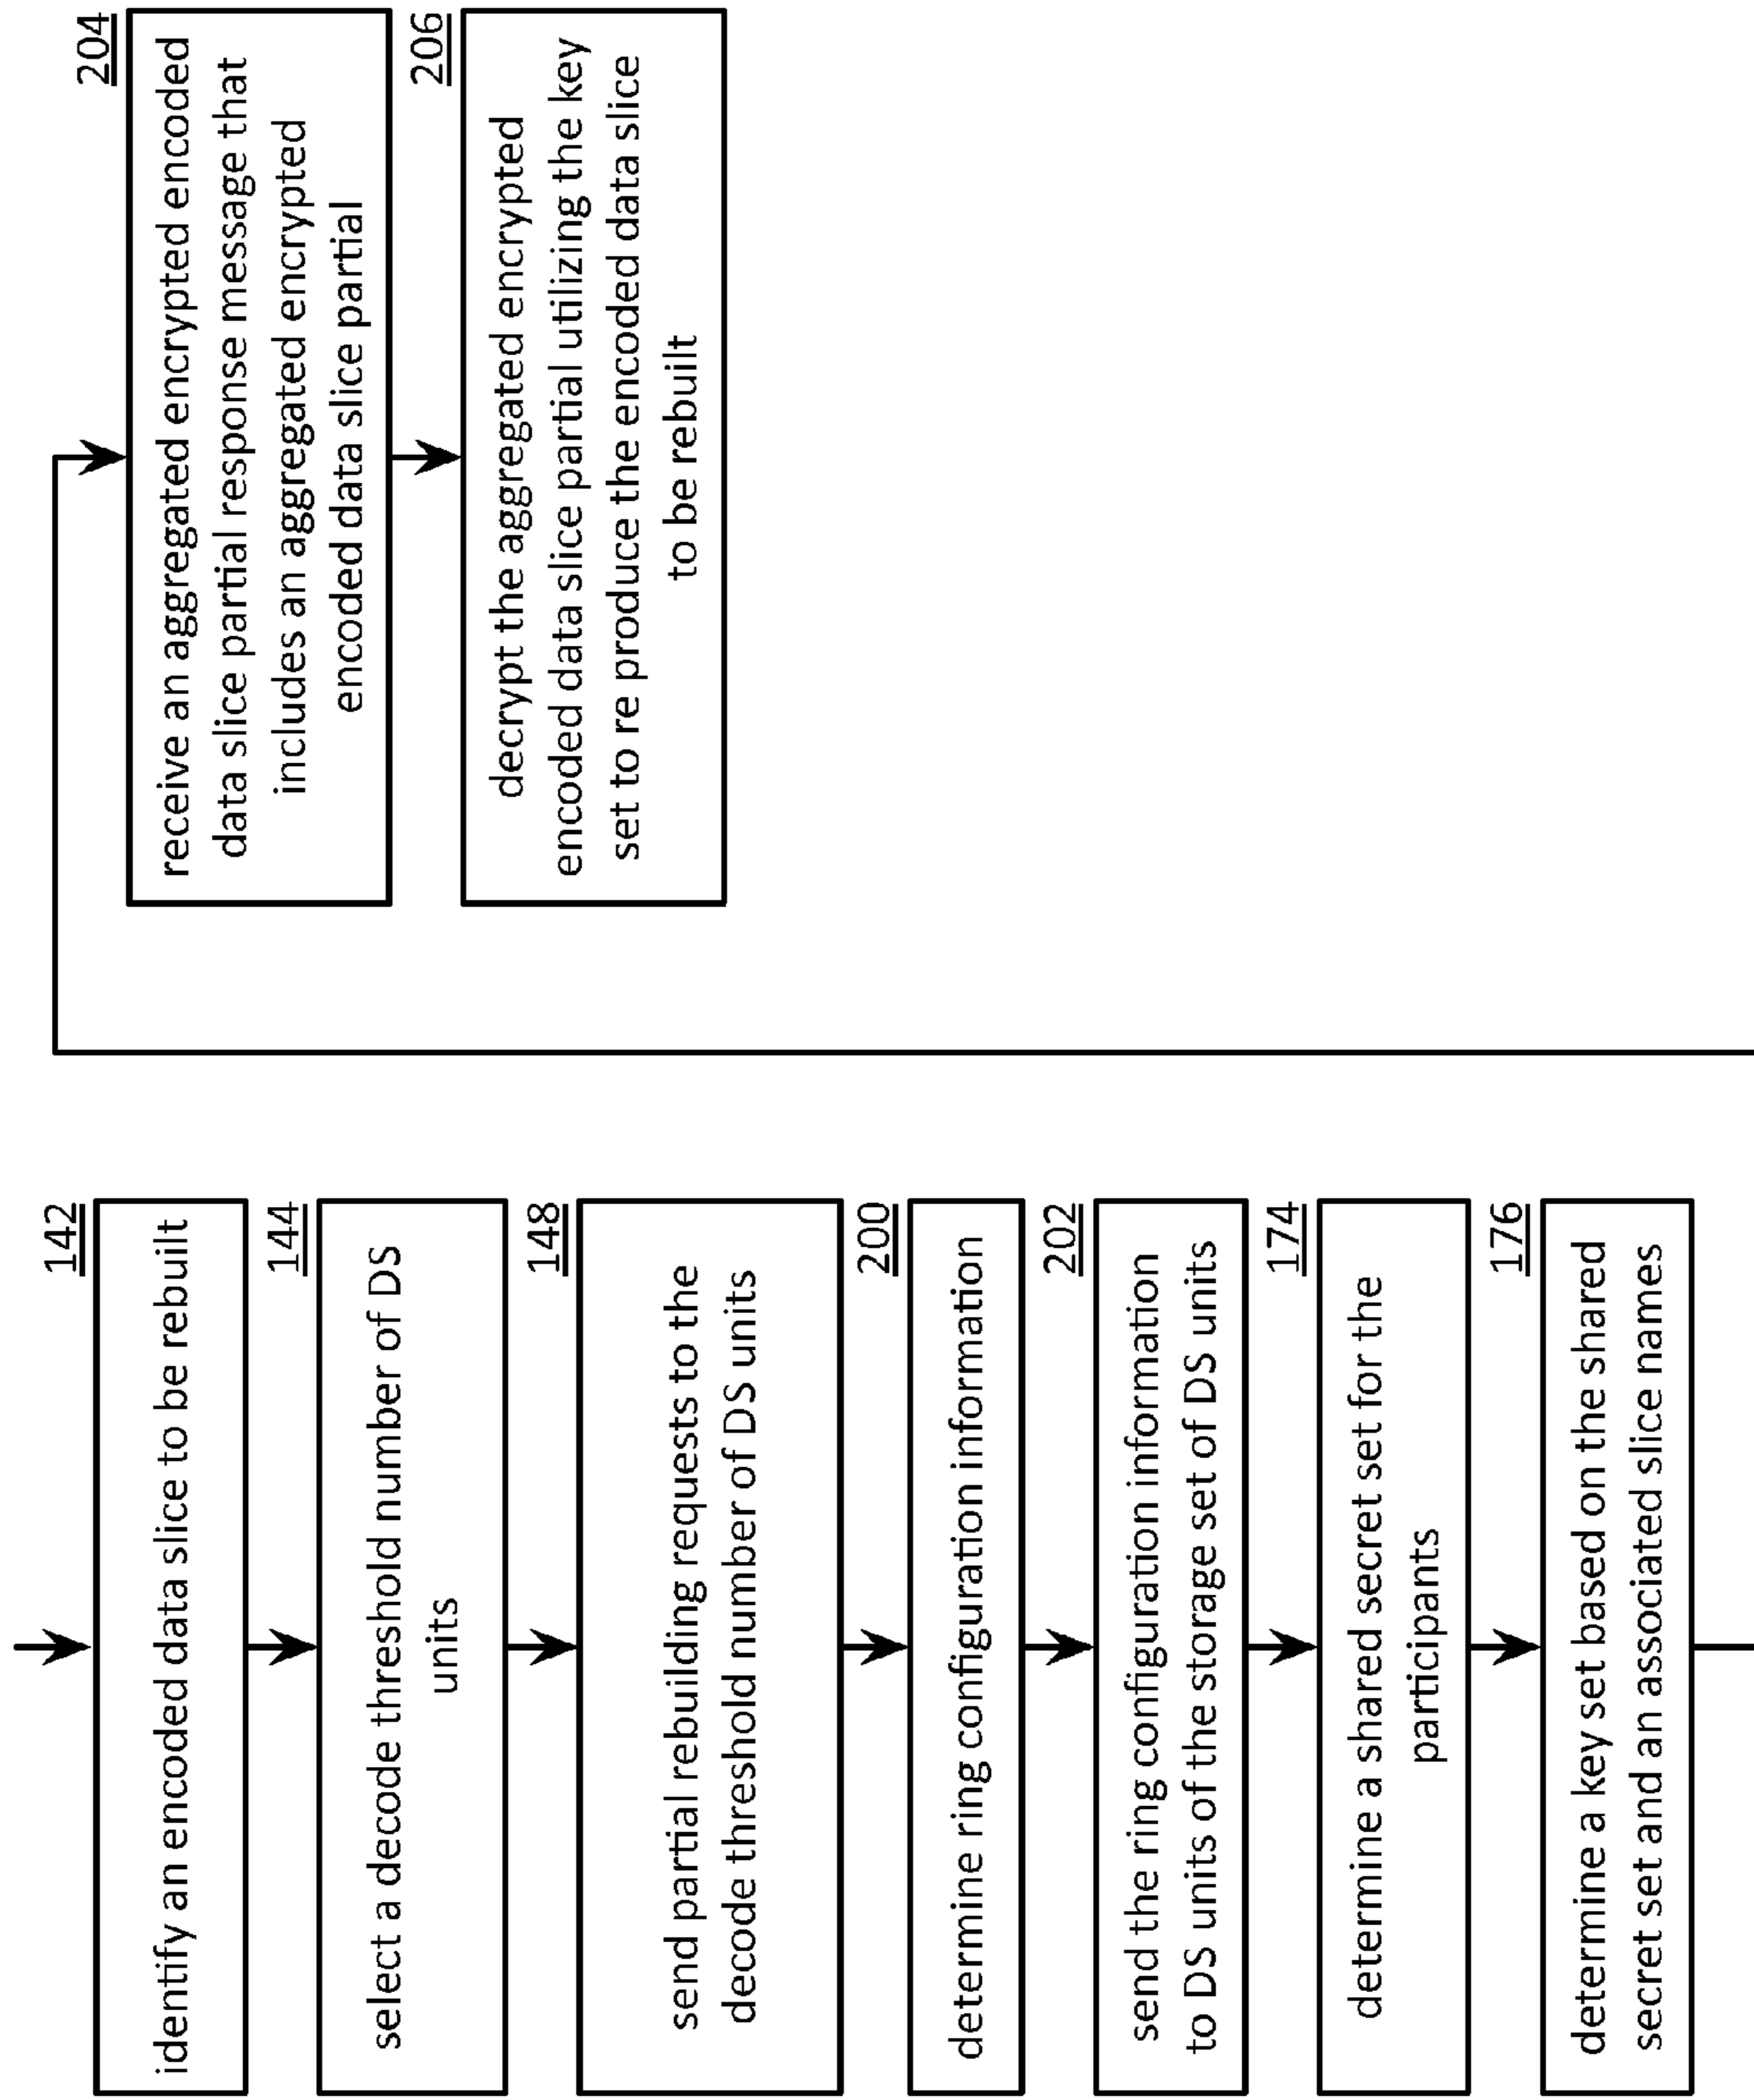 142
identify an encoded data slice to be rebuilt
144
select a decode threshold number of DS
units
148
send partial rebuilding requests to the
decode threshold number of DS units
200
determine ring configuration information
202
send the ring configuration information
to DS units of the storage set of DS units
174
determine a shared secret set for the
participants
176
determine a key set based on the shared
secret set and an associated slice names
204
receive an aggregated encrypted encoded
data slice partial response message that
includes an aggregated encrypted
encoded data slice partial
206
decrypt the aggregated encrypted
encoded data slice partial utilizing the key
set to re produce the encoded data slice
to be rebuilt